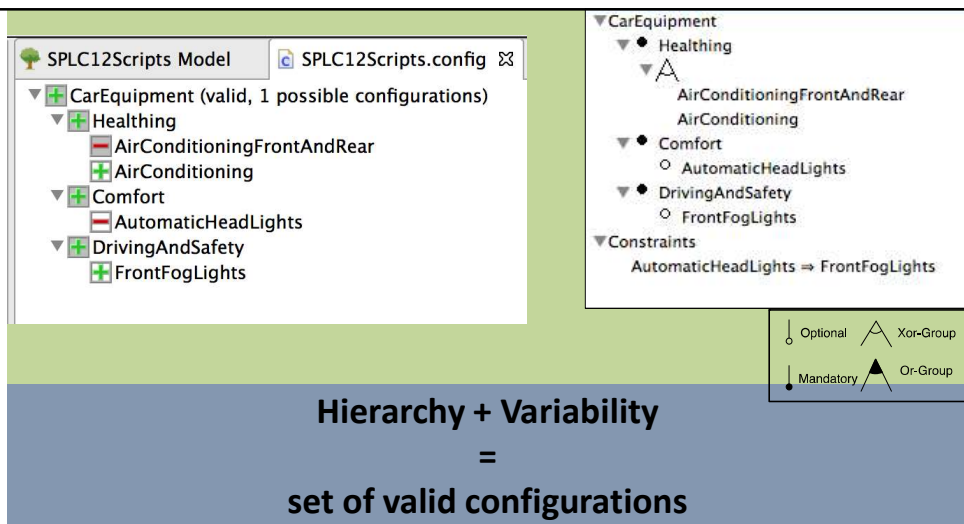 SPLC12Scripts Model
SPLC12Scripts.config
CarEquipment (valid, 1 possible configurations)
Healthing
AirConditioningFrontAndRear
AirConditioning
Comfort
AutomaticHeadLights
DrivingAndSafety
FrontFogLights
CarEquipment
Healthing
AirConditioningFrontAndRear
AirConditioning
Comfort
AutomaticHeadLights
DrivingAndSafety
FrontFogLights
Constraints
AutomaticHeadLights ⇒ FrontFogLights
Optional Xor-Group
Mandatory Or-Group
Hierarchy + Variability
=
set of valid configurations